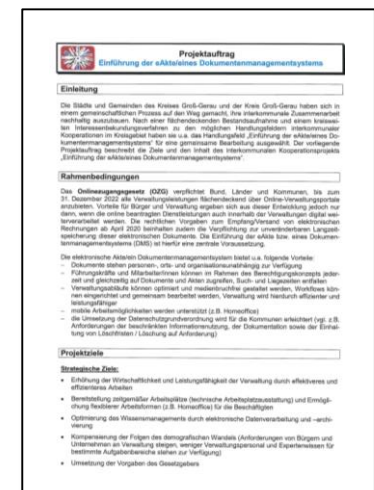 Projektauftrag
Einführung der eAkte/eines Dokumentenmanagementsystems
Einleitung
Die Städte und Gemeinden des Kreises Groß-Gerau und der Kreis Groß-Gerau haben sich in
einem gemeinschaftlichen Prozess auf den Weg gemacht, ihre interkommunale Zusammenarbeit
nachhaltig auszubauen. Nach einer flächendeckenden Bestandsaufnahme und einem kreiswei-
ten Interessenbekundungsverfahren zu den möglichen Handlungsfeldern interkommunaler
Kooperationen im Kreisgebiet haben sie u.a. das Handlungsfeld „Einführung der eAkte/eines Do-
kumentenmanagementsystems" für eine gemeinsame Bearbeitung ausgewählt. Der vorliegende
Projektauftrag beschreibt die Ziele und den Inhalt des interkommunalen Kooperationsprojekts
„Einführung der eAkte/eines Dokumentenmanagementsystems".
Rahmenbedingungen
Das Onlinezugangsgesetz (OZG) verpflichtet Bund, Länder und Kommunen, bis zum
31. Dezember 2022 alle Verwaltungsleistungen flächendeckend über Online-Verwaltungsportale
anzubieten. Vorteile für Bürger und Verwaltung ergeben sich aus dieser Entwicklung jedoch nur
dann, wenn die online beantragten Dienstleistungen auch innerhalb der Verwaltungen digital wei-
terverarbeitet werden. Die rechtlichen Vorgaben zum Empfang/Versand von elektronischen
Rechnungen ab April 2020 beinhalten zudem die Verpflichtung zur unveränderbaren Langzeit-
speicherung dieser elektronischen Dokumente. Die Einführung der eAkte bzw. eines Dokumen-
tenmanagementsystems (DMS) ist hierfür eine zentrale Voraussetzung.
Die elektronische Akte/ein Dokumentenmanagementsystem bietet u.a. folgende Vorteile:
– Dokumente stehen personen-, orts- und organisationsunabhängig zur Verfügung
– Führungskräfte und Mitarbeiter/innen können im Rahmen des Berechtigungskonzepts jeder-
zeit und gleichzeitig auf Dokumente und Akten zugreifen, Such- und Liegezeiten entfallen
– Verwaltungsabläufe können optimiert und medienbruchfrei gestaltet werden, Workflows kön-
nen eingerichtet und gemeinsam bearbeitet werden, Verwaltung wird hierdurch effizienter und
leistungsfähiger
– mobile Arbeitsmöglichkeiten werden unterstützt (z.B. Homeoffice)
– die Umsetzung der Datenschutzgrundverordnung wird für die Kommunen erleichtert (vgl. z.B.
Anforderungen der beschränkten Informationsnutzung, der Dokumentation sowie der Einhal-
tung von Löschfristen / Löschung auf Anforderung)
Projektziele
Strategische Ziele:
• Erhöhung der Wirtschaftlichkeit und Leistungsfähigkeit der Verwaltung durch effektiveres und
effizienteres Arbeiten
• Bereitstellung zeitgemäßer Arbeitsplätze (technische Arbeitsplatzausstattung) und Ermögli-
chung flexiblerer Arbeitsformen (z.B. Homeoffice) für die Beschäftigten
• Optimierung des Wissensmanagements durch elektronische Datenverarbeitung und –archi-
vierung
• Kompensierung der Folgen des demografischen Wandels (Anforderungen von Bürgern und
Unternehmen an Verwaltung steigen, weniger Verwaltungspersonal und Expertenwissen für
bestimmte Aufgabenbereiche stehen zur Verfügung)
• Umsetzung der Vorgaben des Gesetzgebers